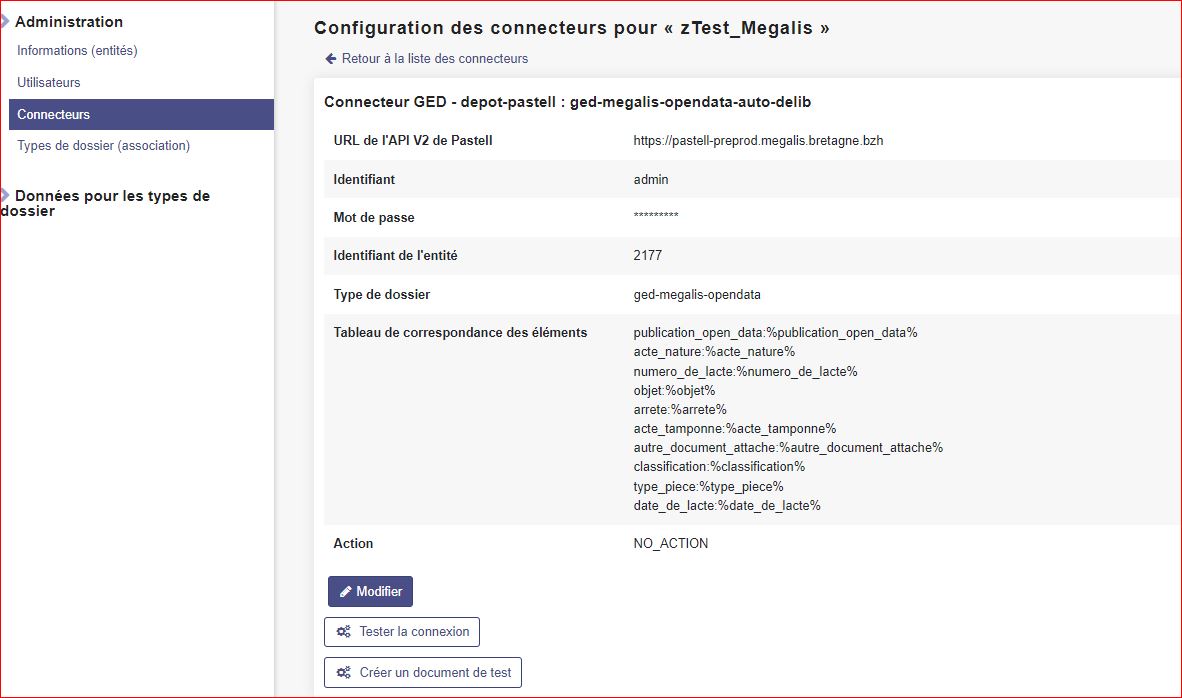 Administration
Informations (entités)
Utilisateurs
Connecteurs
Types de dossier (association)
Données pour les types de
dossier
Configuration des connecteurs pour « zTest_Megalis »
Retour à la liste des connecteurs
Connecteur GED - depot-pastell : ged-megalis-opendata-auto-delib
URL de l'API V2 de Pastell https://pastell-preprod.megalis.bretagne.bzh
Identifiant admin
Mot de passe *********
Identifiant de l'entité 2177
Type de dossier ged-megalis-opendata
Tableau de correspondance des éléments publication_open_data:%publication_open_data%
acte_nature:%acte_nature%
numero_de_lacte:%numero_de_lacte%
objet:%objet%
arrete:%arrete%
acte_tamponne:%acte_tamponne%
autre_document_attache:%autre_document_attache%
classification:%classification%
type_piece:%type_piece%
date_de_lacte:%date_de_lacte%
Action NO_ACTION
Modifier
Tester la connexion
Créer un document de test